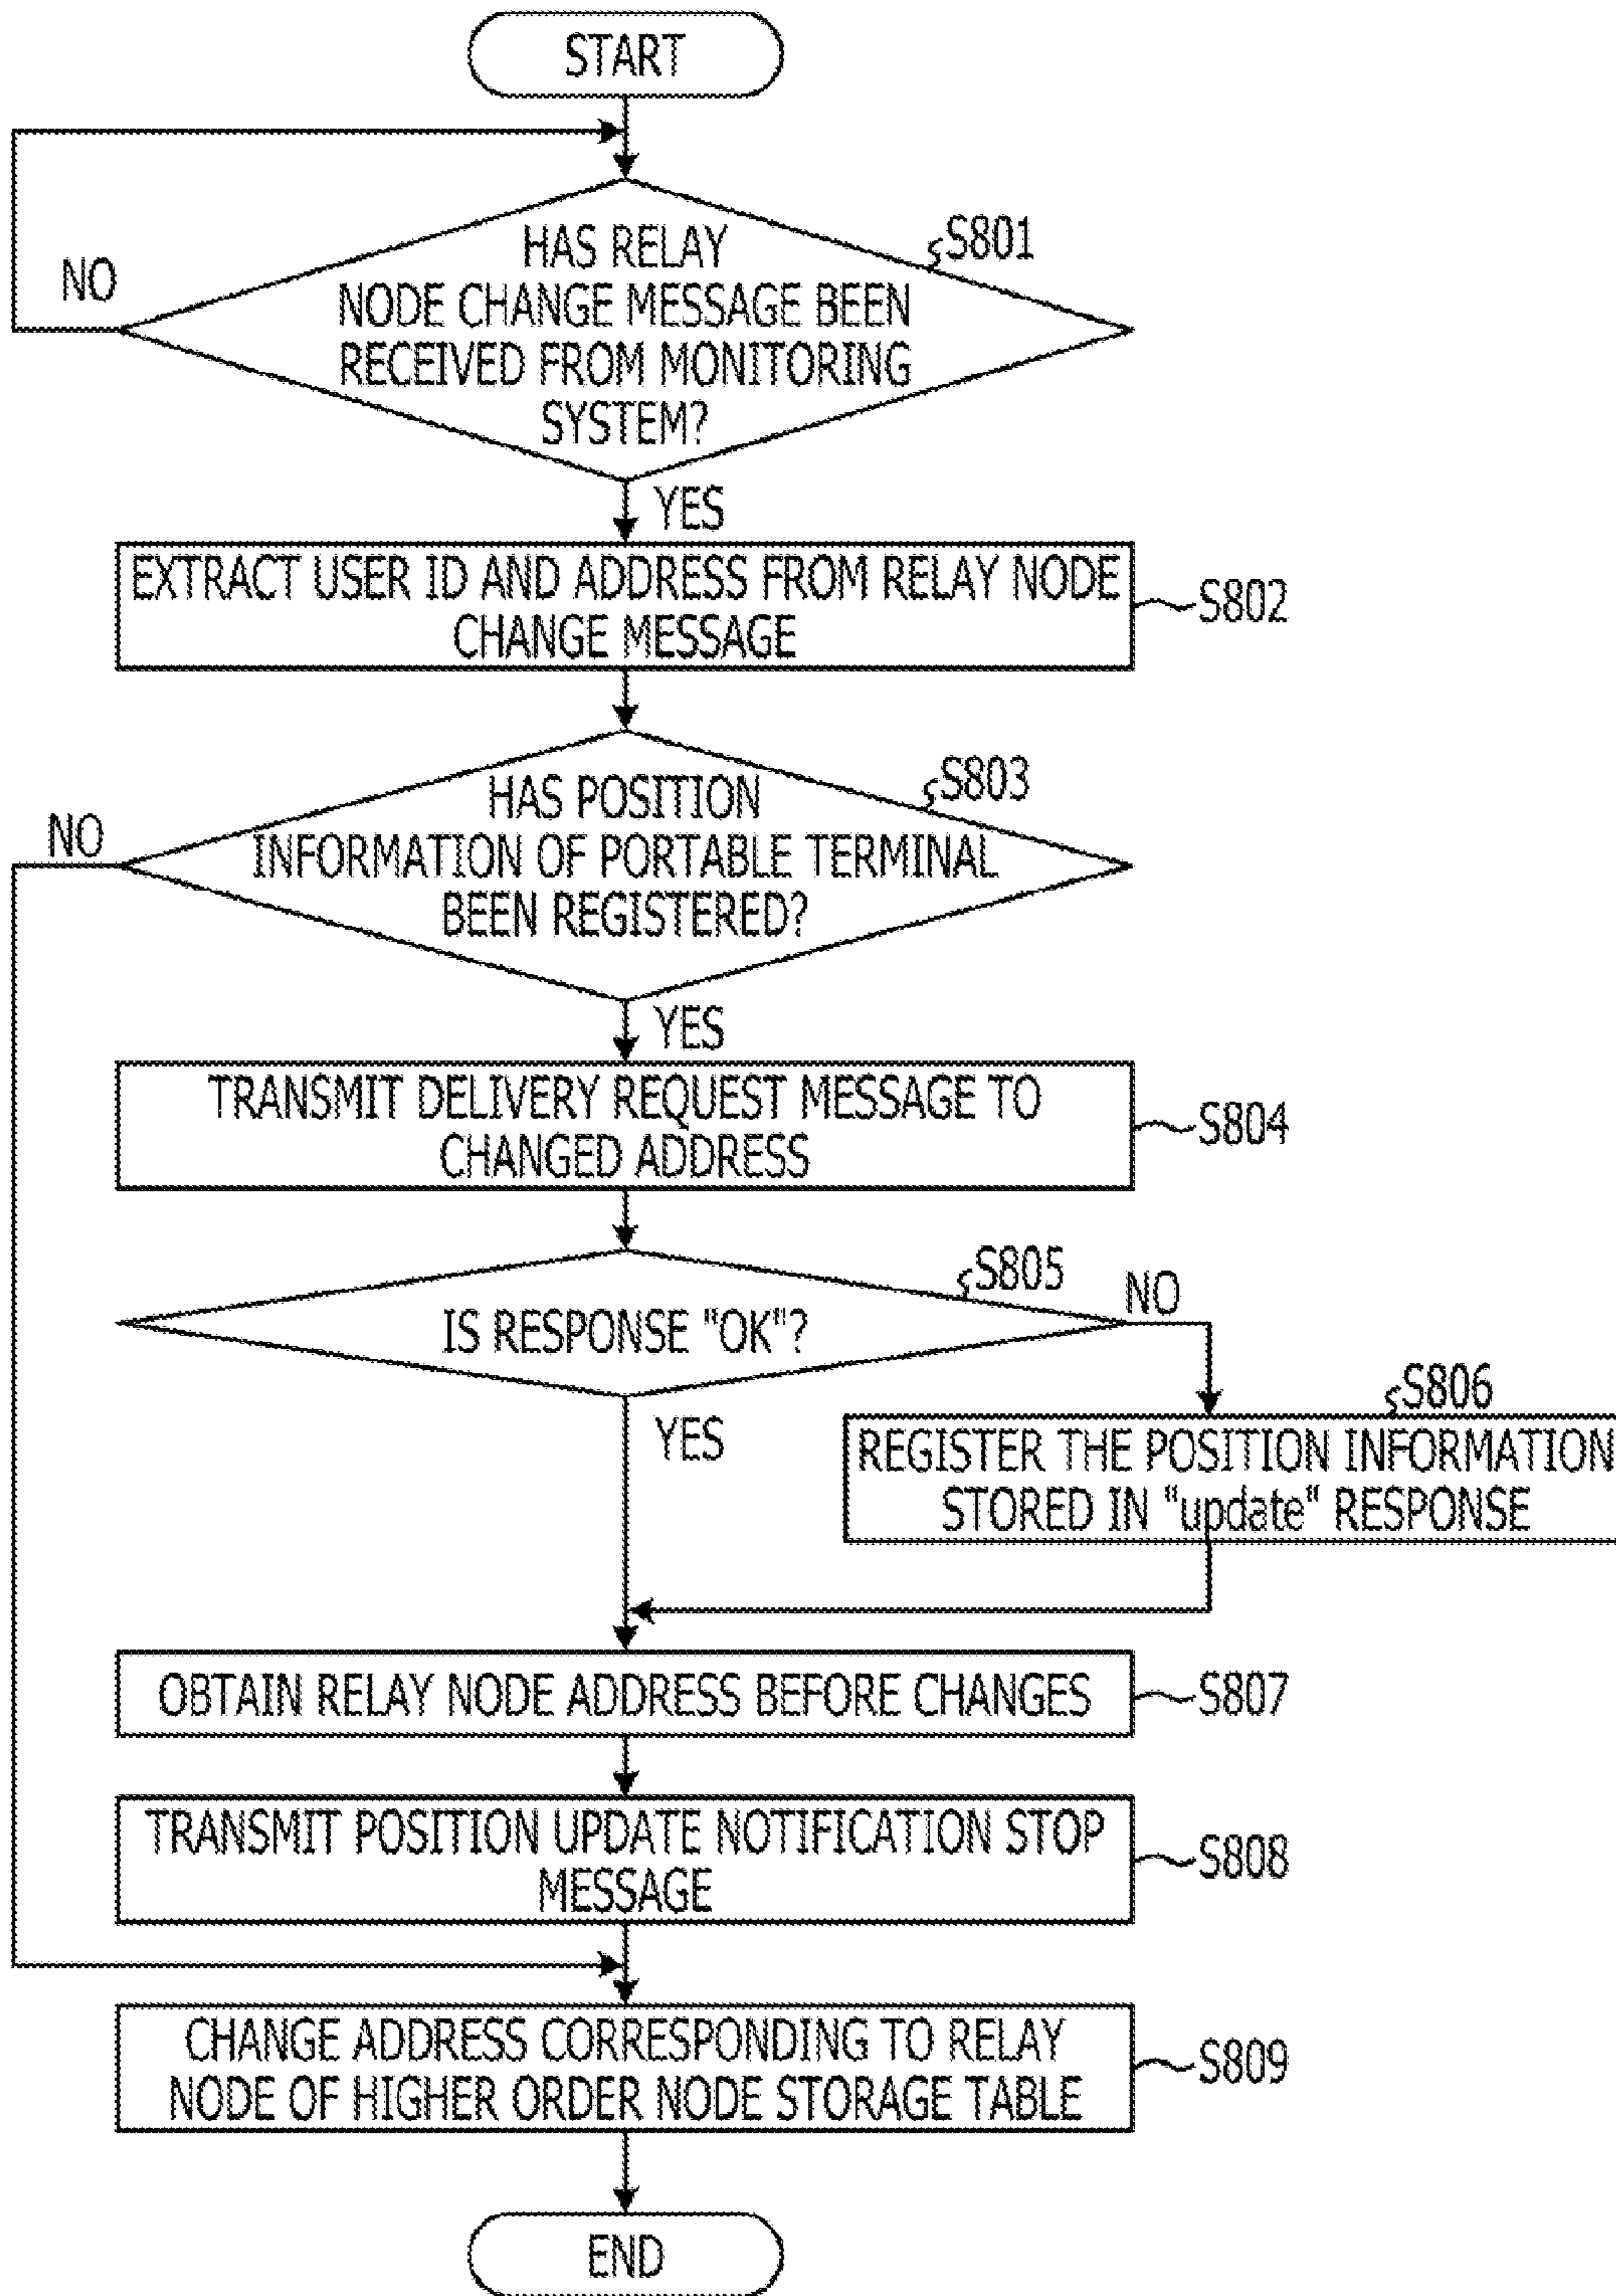 START
HAS RELAY
NODE CHANGE MESSAGE BEEN
RECEIVED FROM MONITORING
SYSTEM?
S801
NO
YES
EXTRACT USER ID AND ADDRESS FROM RELAY NODE
CHANGE MESSAGE
S802
HAS POSITION
INFORMATION OF PORTABLE TERMINAL
BEEN REGISTERED?
S803
NO
YES
TRANSMIT DELIVERY REQUEST MESSAGE TO
CHANGED ADDRESS
S804
IS RESPONSE "OK"?
S805
NO
YES
S806
REGISTER THE POSITION INFORMATION
STORED IN "update" RESPONSE
OBTAIN RELAY NODE ADDRESS BEFORE CHANGES
S807
TRANSMIT POSITION UPDATE NOTIFICATION STOP
MESSAGE
S808
CHANGE ADDRESS CORRESPONDING TO RELAY
NODE OF HIGHER ORDER NODE STORAGE TABLE
S809
END